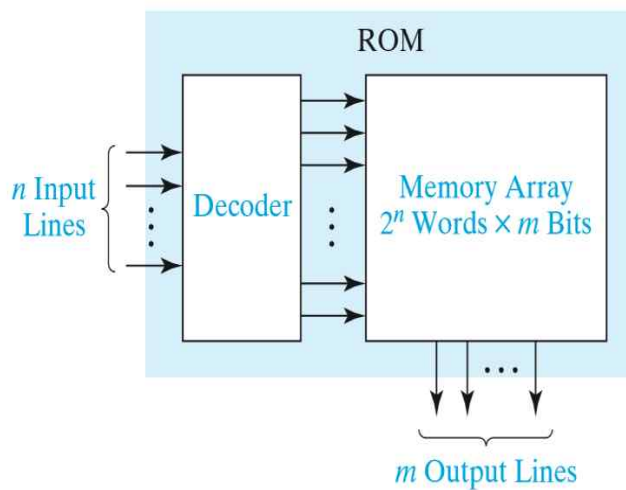 ROM
n Input
Lines
Decoder
Memory Array
2ⁿ Words × m Bits
m Output Lines